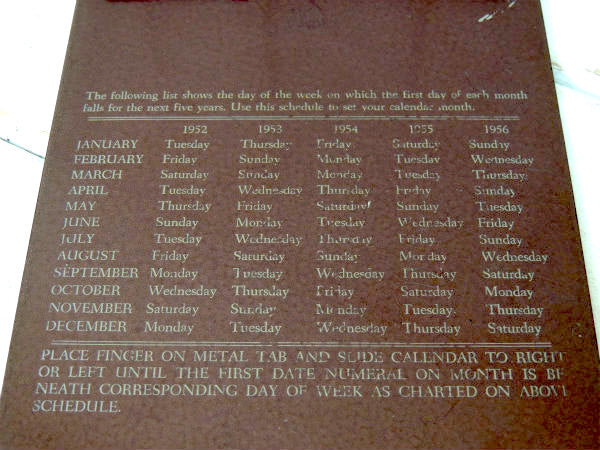 The following list shows the day of the week on which the first day of each month
falls for the next five years. Use this schedule to set your calendar month.
1952 1953 1954 1955 1956
JANUARY Tuesday Thursday Friday Saturday Sunday
FEBRUARY Friday Sunday Monday Tuesday Wednesday
MARCH Saturday Sunday Monday Tuesday Thursday
APRIL Tuesday Wednesday Thursday Friday Sunday
MAY Thursday Friday Saturday Sunday Tuesday
JUNE Sunday Monday Tuesday Wednesday Friday
JULY Tuesday Wednesday Thursday Friday Sunday
AUGUST Friday Saturday Sunday Monday Wednesday
SEPTEMBER Monday Tuesday Wednesday Thursday Saturday
OCTOBER Wednesday Thursday Friday Saturday Monday
NOVEMBER Saturday Sunday Monday Tuesday Thursday
DECEMBER Monday Tuesday Wednesday Thursday Saturday
PLACE FINGER ON METAL TAB AND SLIDE CALENDAR TO RIGHT
OR LEFT UNTIL THE FIRST DATE NUMERAL ON MONTH IS BE
NEATH CORRESPONDING DAY OF WEEK AS CHARTED ON ABOVE
SCHEDULE.